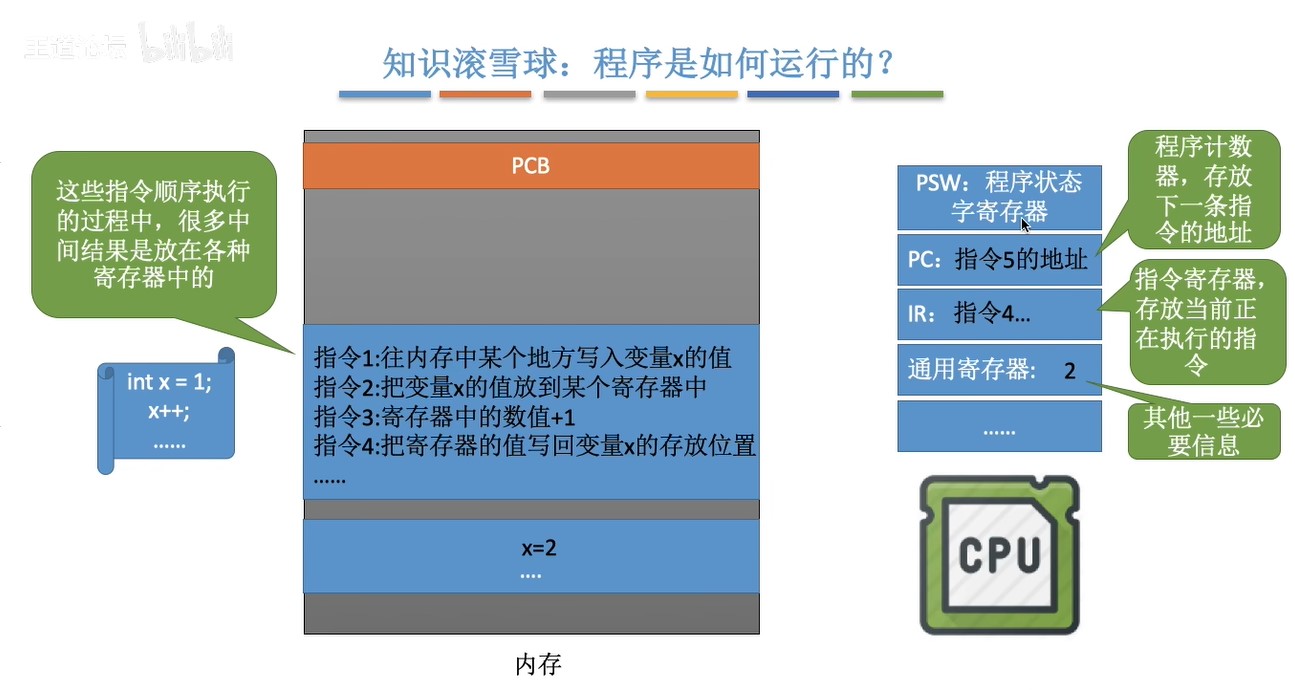 王道论坛 bilibili
知识滚雪球：程序是如何运行的？
这些指令顺序执行
的过程中，很多中
间结果是放在各种
寄存器中的
int x = 1;
x++;
……
PCB
指令1:往内存中某个地方写入变量x的值
指令2:把变量x的值放到某个寄存器中
指令3:寄存器中的数值+1
指令4:把寄存器的值写回变量x的存放位置
……
x=2
....
内存
PSW：程序状态
字寄存器
PC：指令5的地址
IR：指令4...
通用寄存器： 2
……
程序计数
器，存放
下一条指
令的地址
指令寄存器，
存放当前正
在执行的指
令
其他一些必
要信息
CPU